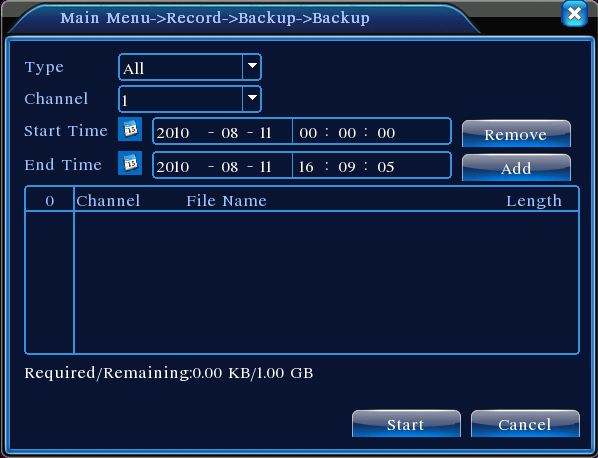 Main Menu->Record->Backup->Backup
Type All
Channel 1
Start Time 15 2010 - 08 - 11 00 : 00 : 00 Remove
End Time 15 2010 - 08 - 11 16 : 09 : 05 Add
0 Channel File Name Length
Required/Remaining:0.00 KB/1.00 GB
Start Cancel